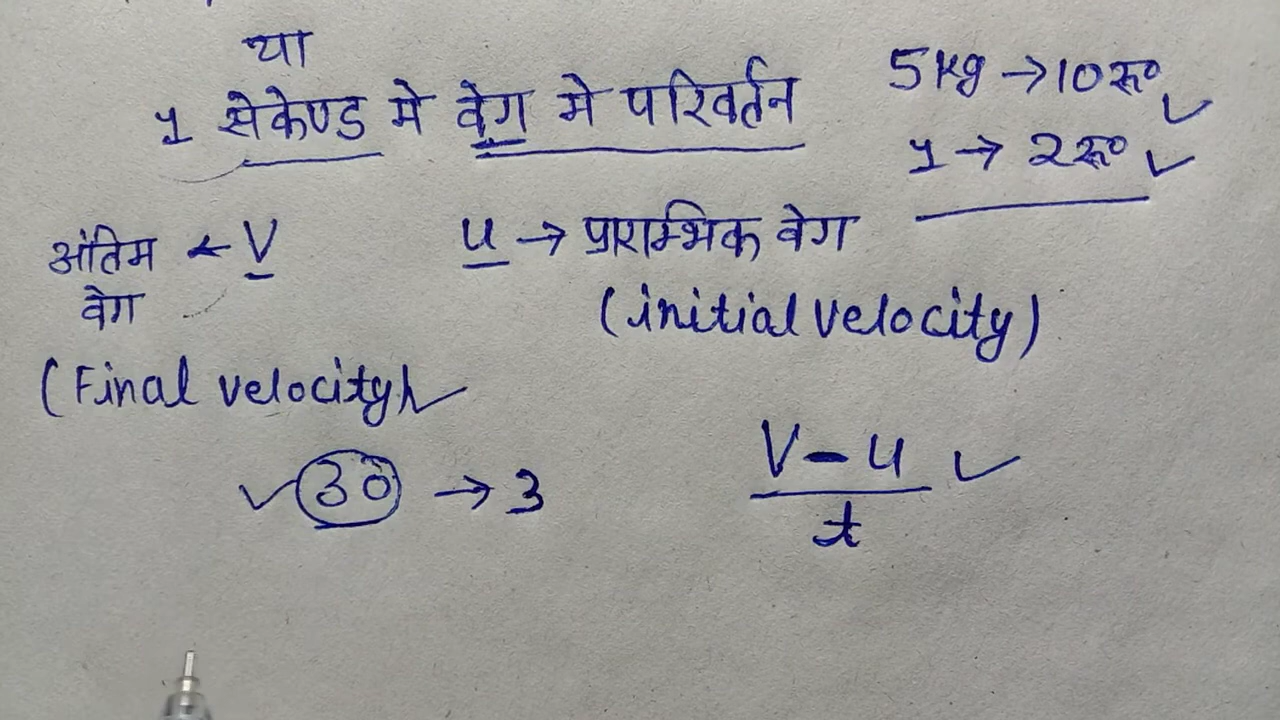 या
1 सेकेण्ड मे वेग मे परिवर्तन
5kg → 10रू०
1 → 2रू०
अंतिम ← V
वेग
(Final velocity)
u → प्रारम्भिक वेग
(initial velocity)
30 → 3
V-u
t